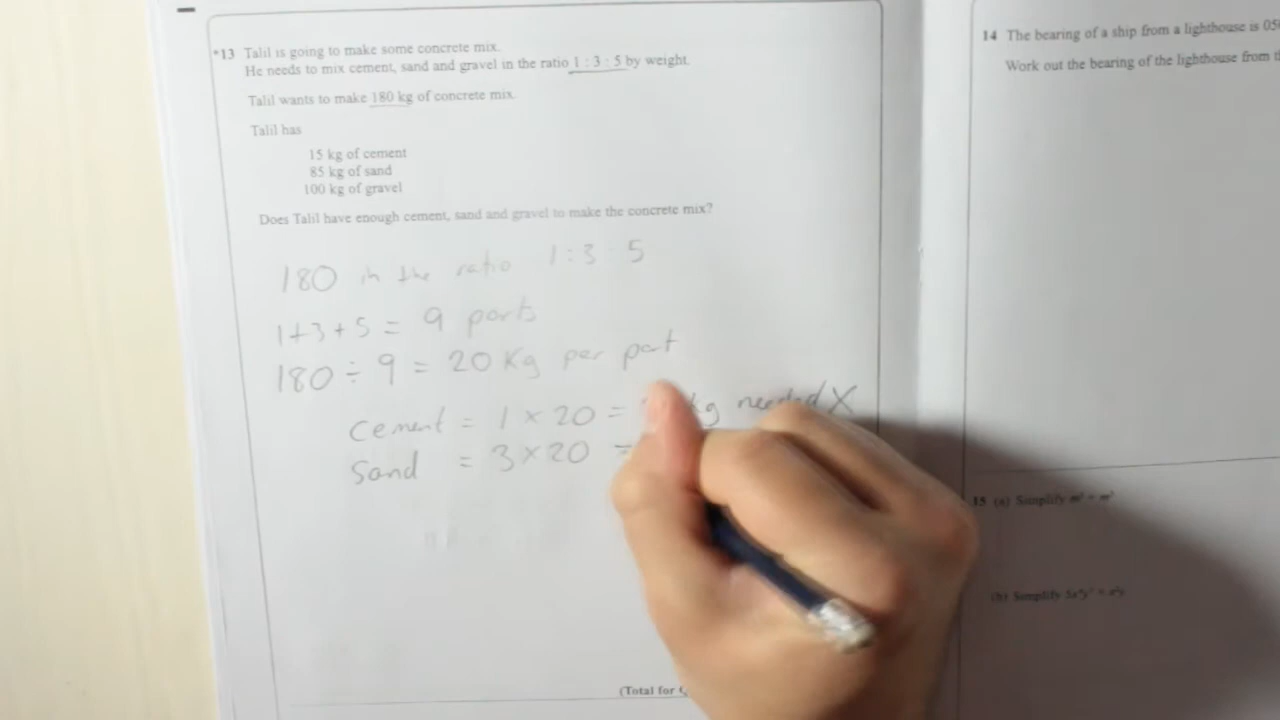 *13 Talil is going to make some concrete mix.
He needs to mix cement, sand and gravel in the ratio 1 : 3 : 5 by weight.
Talil wants to make 180 kg of concrete mix.
Talil has
15 kg of cement
85 kg of sand
100 kg of gravel
Does Talil have enough cement, sand and gravel to make the concrete mix?
180 in the ratio 1:3:5
1+3+5 = 9 parts
180 ÷ 9 = 20 Kg per part
Cement = 1 × 20 = kg needed X
Sand = 3 × 20 =
(Total for
14 The bearing of a ship from a lighthouse is 05
Work out the bearing of the lighthouse from
15 (a) Simplify
(b) Simplify